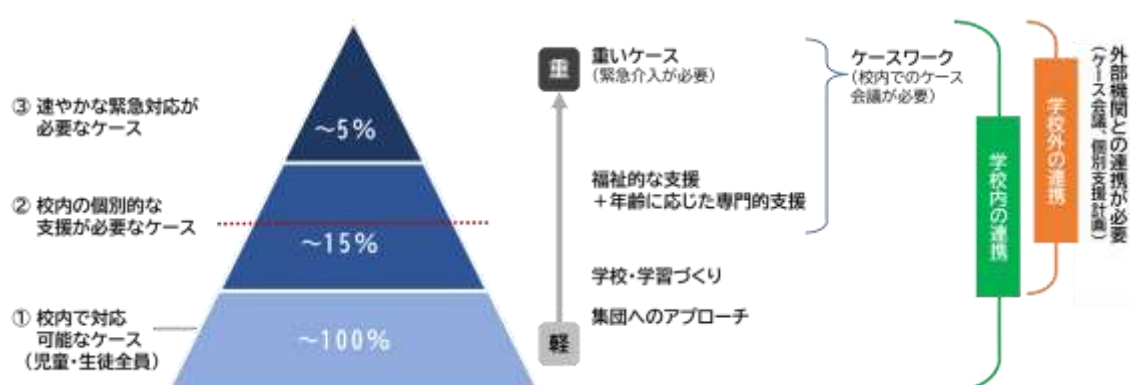 ③ 速やかな緊急対応が
必要なケース
② 校内の個別的な
支援が必要なケース
① 校内で対応
可能なケース
（児童・生徒全員）
～5%
～15%
～100%
重
軽
重いケース
（緊急介入が必要）
福祉的な支援
＋年齢に応じた専門的支援
学校・学習づくり
集団へのアプローチ
ケースワーク
（校内でのケース
会議が必要）
学校内の連携
学校外の連携
外部機関との連携が必要
（ケース会議、個別支援計画）